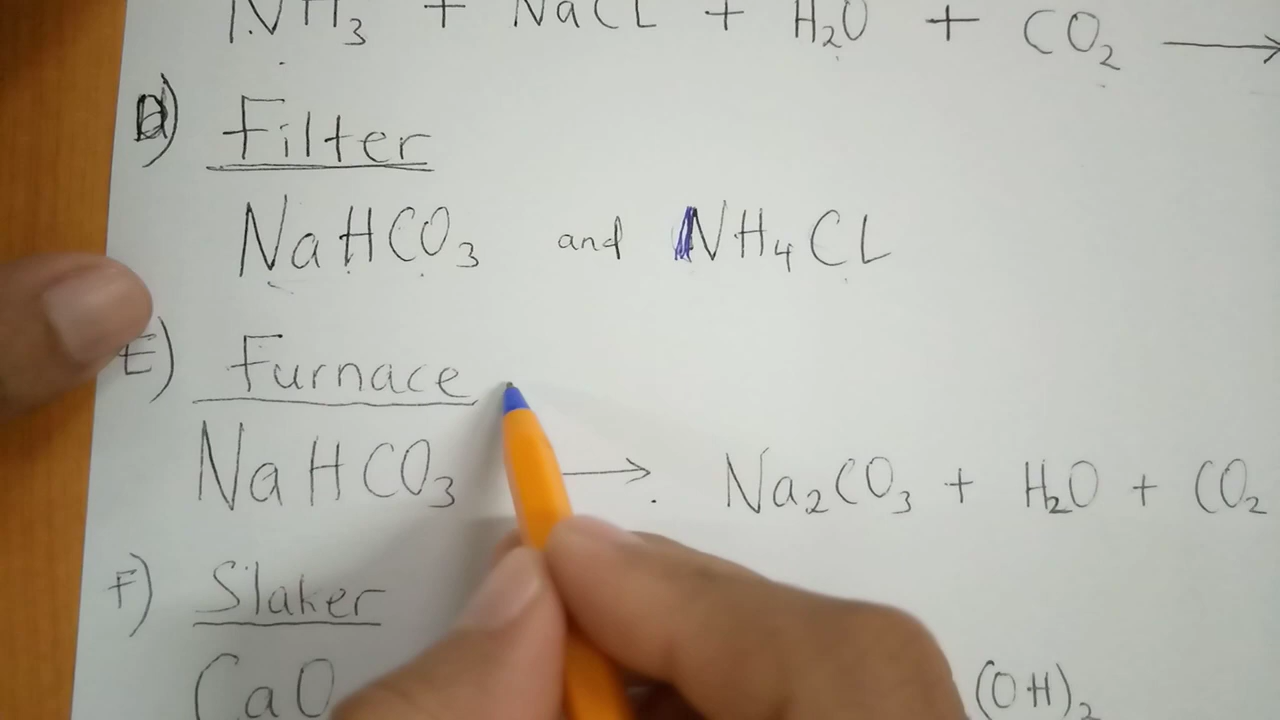 NH3 + NaCl + H2O + CO2 →
D) Filter
NaHCO3 and NH4Cl
E) Furnace
NaHCO3 → Na2CO3 + H2O + CO2
F) Slaker
CaO (OH)2